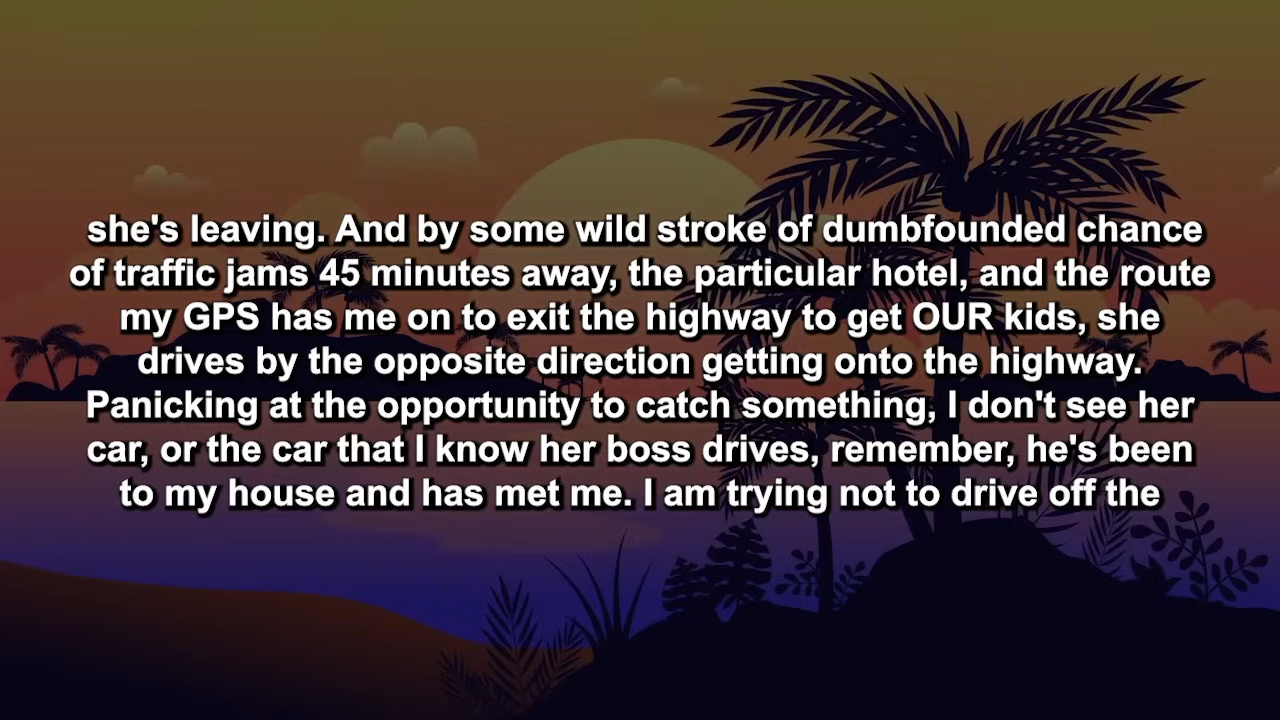 she's leaving. And by some wild stroke of dumbfounded chance
of traffic jams 45 minutes away, the particular hotel, and the route
my GPS has me on to exit the highway to get OUR kids, she
drives by the opposite direction getting onto the highway.
Panicking at the opportunity to catch something, I don't see her
car, or the car that I know her boss drives, remember, he's been
to my house and has met me. I am trying not to drive off the